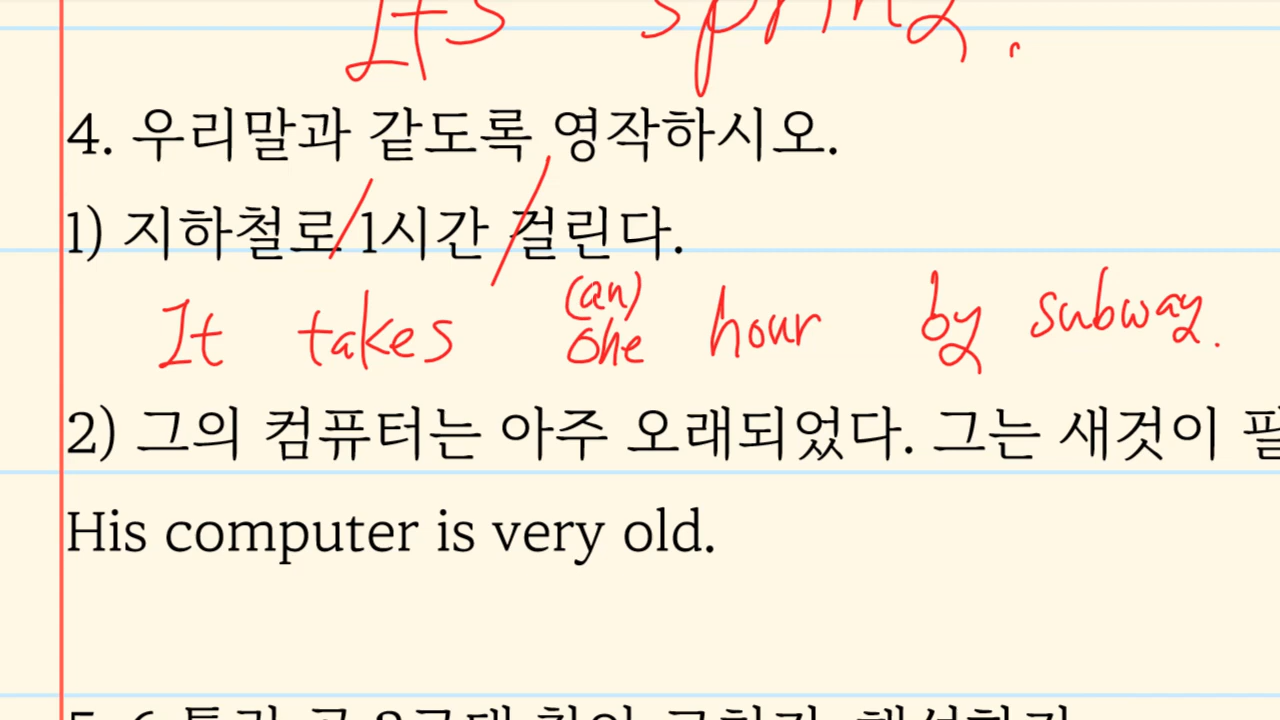 It's spring.
4. 우리말과 같도록 영작하시오.
1) 지하철로 1시간 걸린다.
(an)
It takes one hour by subway.
2) 그의 컴퓨터는 아주 오래되었다. 그는 새것이
His computer is very old.